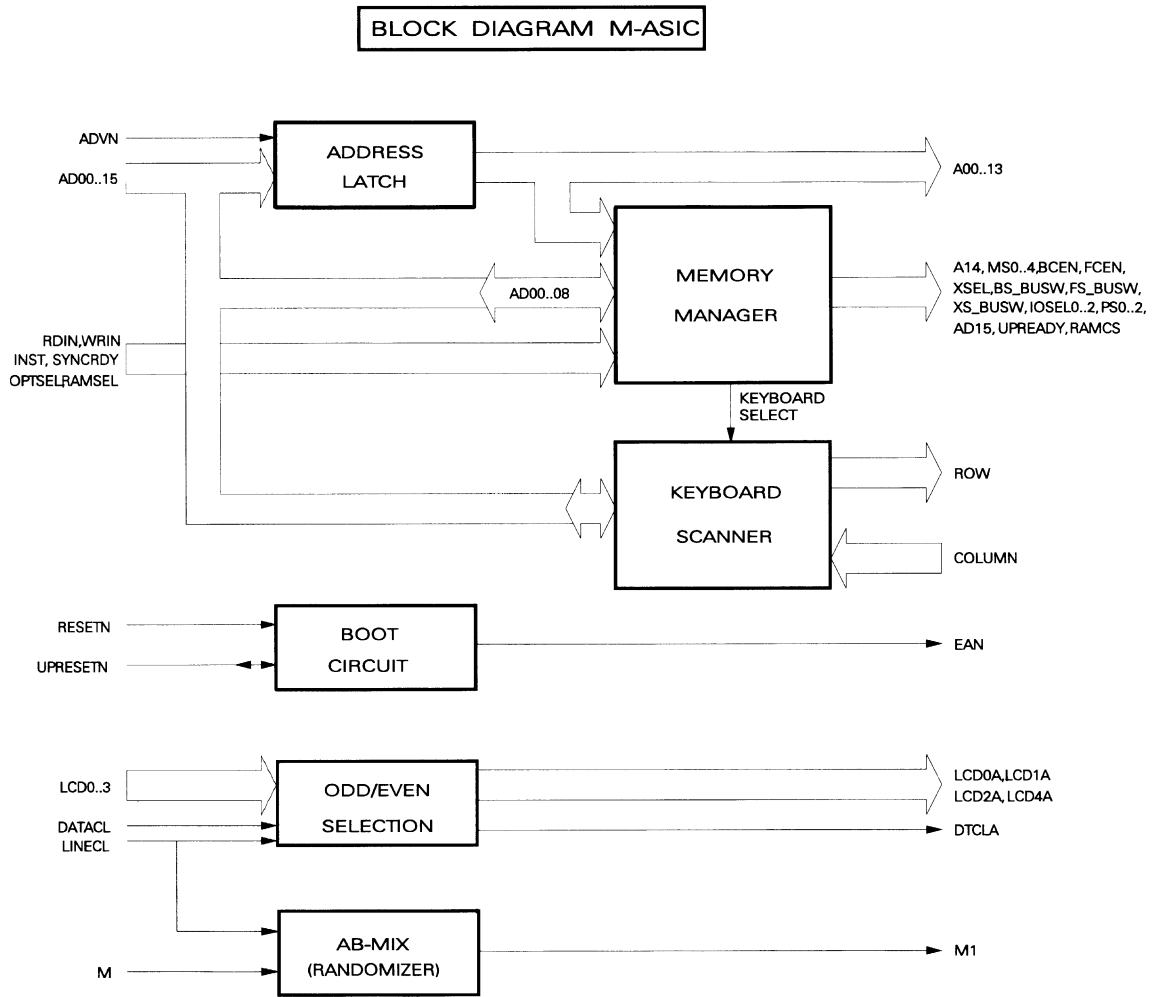 BLOCK DIAGRAM M-ASIC
ADVN
AD00..15
ADDRESS
LATCH
A00..13
AD00..08
MEMORY
MANAGER
A14, MS0..4,BCEN, FCEN,
XSEL,BS_BUSW,FS_BUSW,
XS_BUSW, IOSEL0..2, PS0..2,
AD15, UPREADY, RAMCS
RDIN,WRIN
INST, SYNCRDY
OPTSEL,RAMSEL
KEYBOARD
SELECT
KEYBOARD
SCANNER
ROW
COLUMN
RESETN
UPRESETN
BOOT
CIRCUIT
EAN
LCD0..3
DATACL
LINECL
ODD/EVEN
SELECTION
LCD0A,LCD1A
LCD2A, LCD4A
DTCLA
M
AB-MIX
(RANDOMIZER)
M1